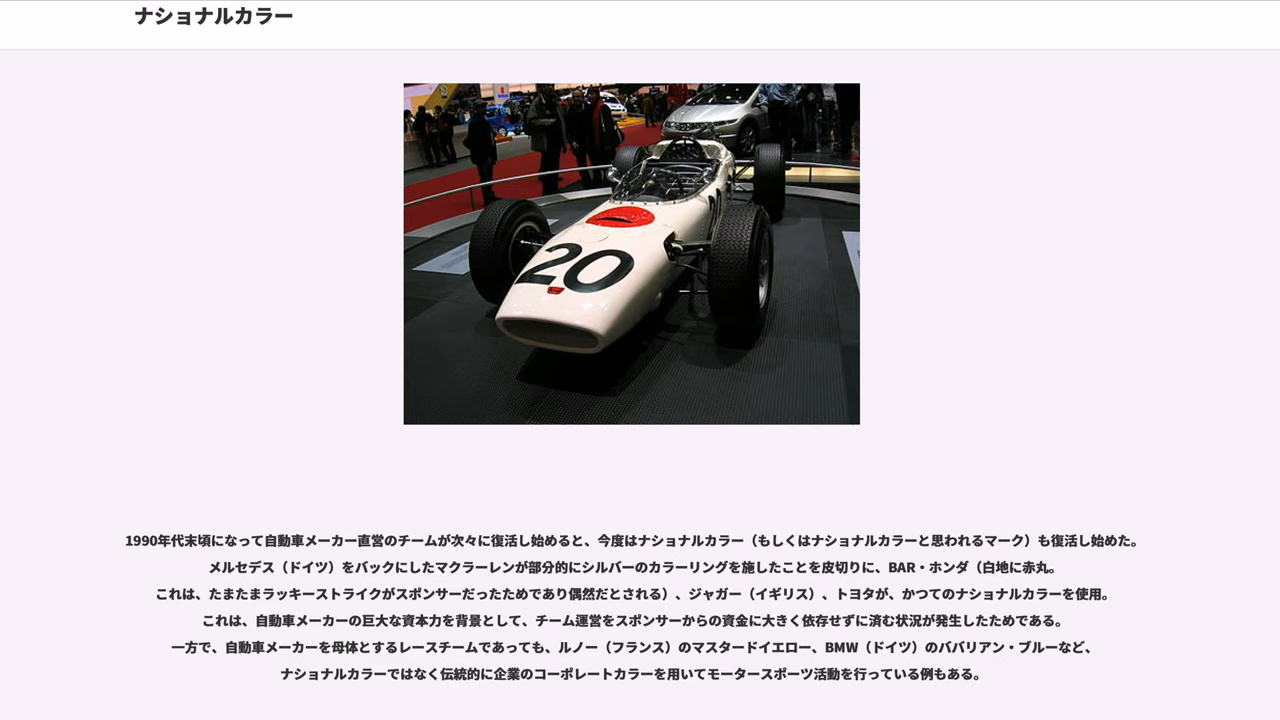 ナショナルカラー
20
1990年代末頃になって自動車メーカー直営のチームが次々に復活し始めると、今度はナショナルカラー（もしくはナショナルカラーと思われるマーク）も復活し始めた。
メルセデス（ドイツ）をバックにしたマクラーレンが部分的にシルバーのカラーリングを施したことを皮切りに、BAR・ホンダ（白地に赤丸。
これは、たまたまラッキーストライクがスポンサーだったためであり偶然だとされる）、ジャガー（イギリス）、トヨタが、かつてのナショナルカラーを使用。
これは、自動車メーカーの巨大な資本力を背景として、チーム運営をスポンサーからの資金に大きく依存せずに済む状況が発生したためである。
一方で、自動車メーカーを母体とするレースチームであっても、ルノー（フランス）のマスタードイエロー、BMW（ドイツ）のババリアン・ブルーなど、
ナショナルカラーではなく伝統的に企業のコーポレートカラーを用いてモータースポーツ活動を行っている例もある。